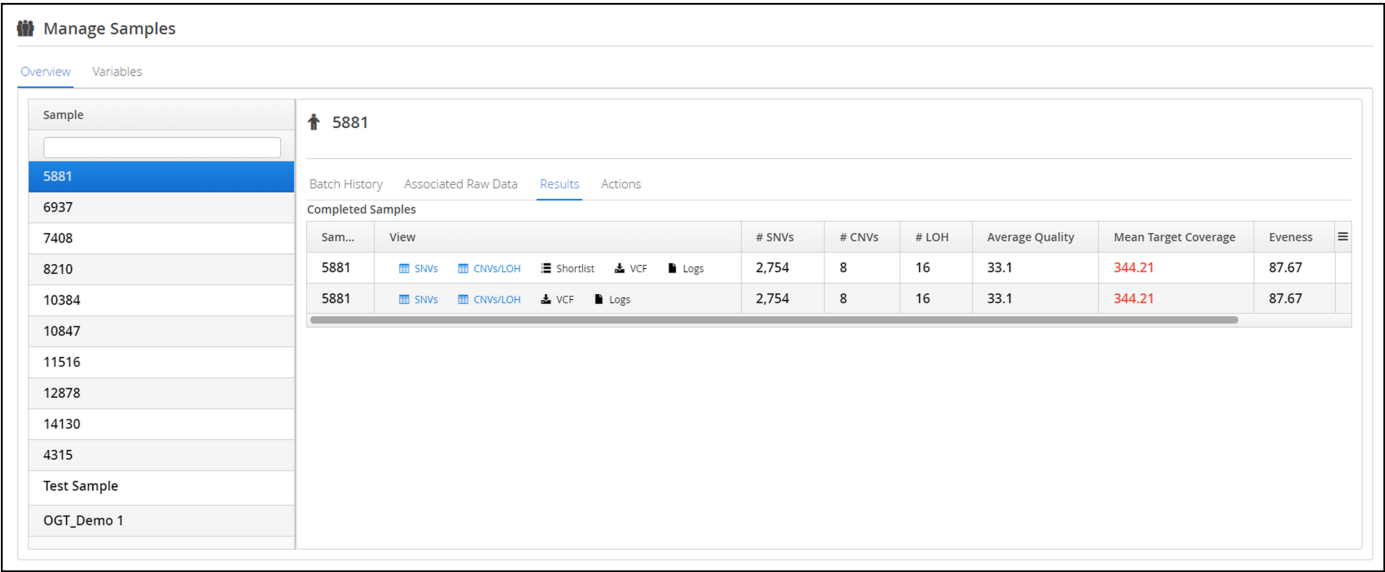 Manage Samples
Overview Variables
Sample
5881
6937
7408
8210
10384
10847
11516
12878
14130
4315
Test Sample
OGT_Demo 1
5881
Batch History Associated Raw Data Results Actions
Completed Samples
Sam... View # SNVs # CNVs # LOH Average Quality Mean Target Coverage Eveness
5881 SNVs CNVs/LOH Shortlist VCF Logs 2,754 8 16 33.1 344.21 87.67
5881 SNVs CNVs/LOH VCF Logs 2,754 8 16 33.1 344.21 87.67